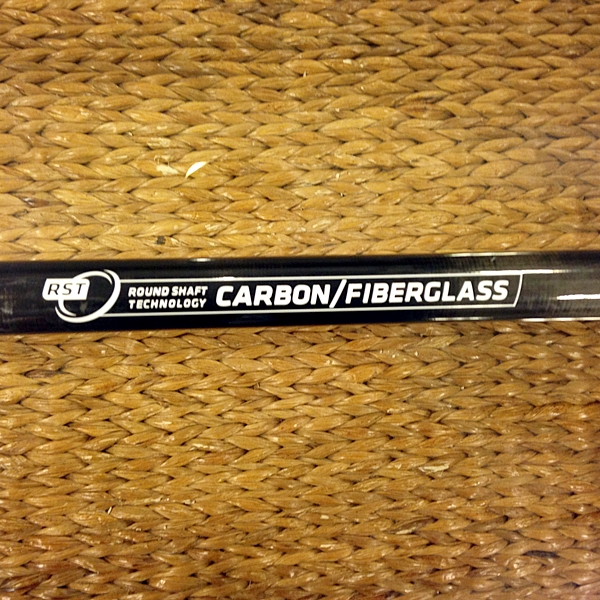 RST
ROUND SHAFT
TECHNOLOGY
CARBON/FIBERGLASS